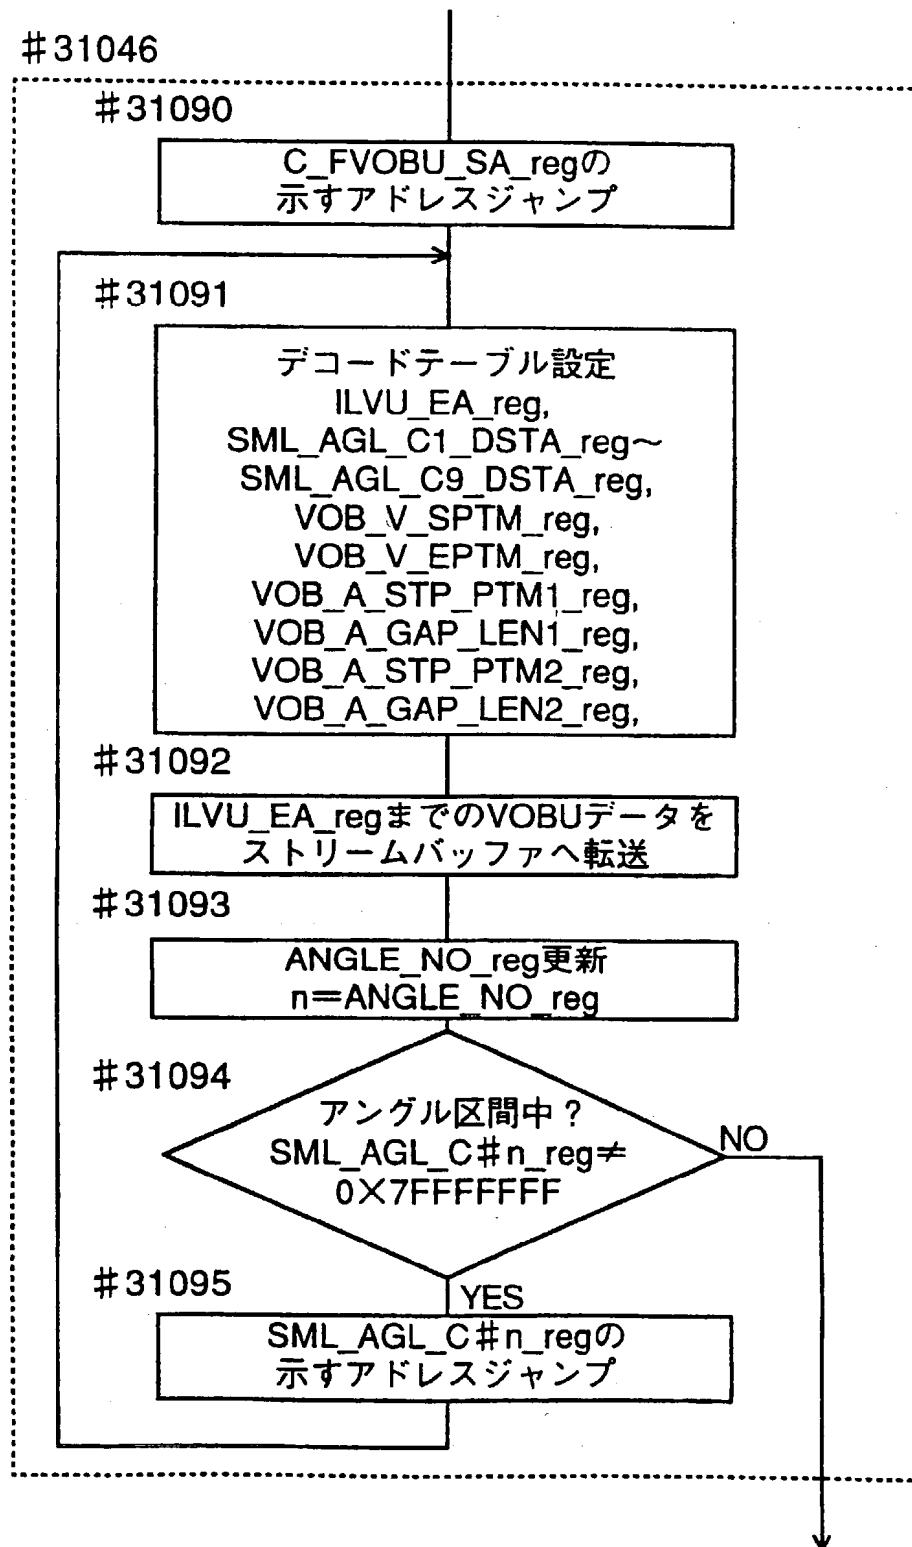 #31046
#31090
C_FVOBU_SA_regの
示すアドレスジャンプ
#31091
デコードテーブル設定
ILVU_EA_reg,
SML_AGL_C1_DSTA_reg~
SML_AGL_C9_DSTA_reg,
VOB_V_SPTM_reg,
VOB_V_EPTM_reg,
VOB_A_STP_PTM1_reg,
VOB_A_GAP_LEN1_reg,
VOB_A_STP_PTM2_reg,
VOB_A_GAP_LEN2_reg,
#31092
ILVU_EA_regまでのVOBUデータを
ストリームバッファへ転送
#31093
ANGLE_NO_reg更新
n=ANGLE_NO_reg
#31094
アングル区間中?
SML_AGL_C#n_reg≠
0×7FFFFFFF
NO
#31095
YES
SML_AGL_C#n_regの
示すアドレスジャンプ